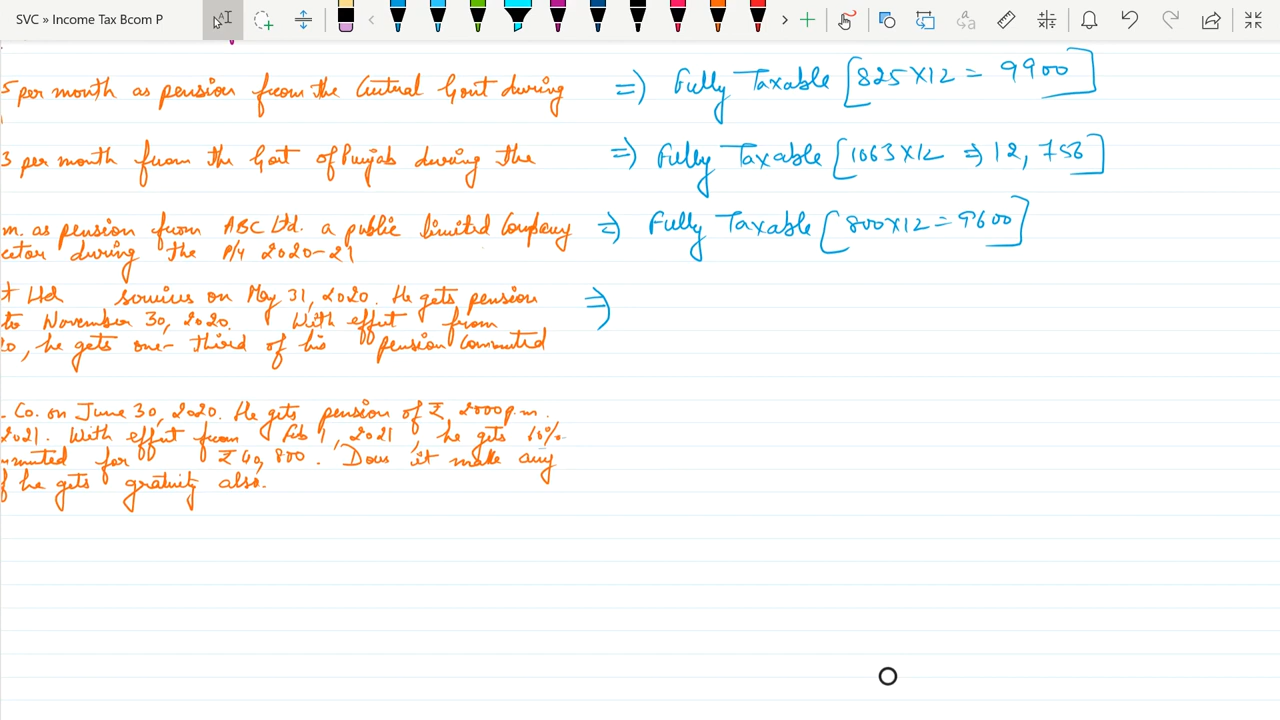 SVC » Income Tax Bcom P
5 per month as pension from the Central Govt during => Fully Taxable [825×12 = 9900]
3 per month from the Govt of Punjab during the => Fully Taxable [1063×12 => 12,756]
m. as pension from ABC Ltd. a public limited Company => Fully Taxable [800×12 = 9600]
during the P/Y 2020-21
Ltd services on May 31, 2020. He gets pension =>
to November 30, 2020. With effect from
20, he gets one-third of his pension Commuted
. Co. on June 30, 2020. He gets pension of ₹ 2000 p.m.
2021. With effect from Feb 1, 2021, he gets 60%
mmuted for ₹ 40,800. Does it make any
f he gets gratuity also.